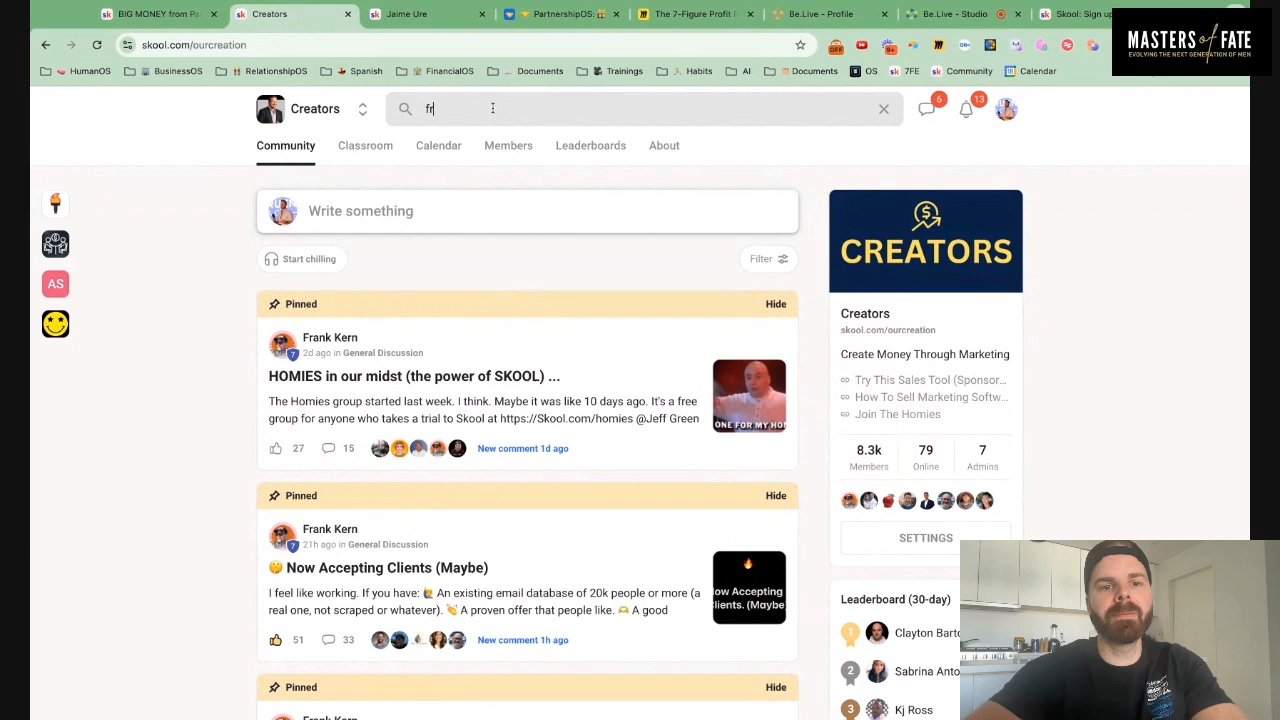 BIG MONEY from Pa
Creators
Jaime Ure
PartnershipOS:
The 7-Figure Profit
Be.Live - Pro
Be.Live - Studio
Skool: Sign up
MASTERS of FATE
EVOLVING THE NEXT GENERATION OF MEN
skool.com/ourcreation
OFF
9+
HumanOS
BusinessOS
RelationshipOS
Spanish
FinancialOS
Documents
Trainings
Habits
AI
Documents
OS
7FE
Community
Calendar
Creators
fr
6
13
Community
Classroom
Calendar
Members
Leaderboards
About
Write something
Start chilling
Filter
AS
Pinned
Hide
Frank Kern
7
2d ago in General Discussion
HOMIES in our midst (the power of SKOOL) ...
The Homies group started last week. I think. Maybe it was like 10 days ago. It's a free
group for anyone who takes a trial to Skool at https://Skool.com/homies @Jeff Green
ONE FOR MY HO
27
15
New comment 1d ago
Pinned
Hide
Frank Kern
7
21h ago in General Discussion
🤫 Now Accepting Clients (Maybe)
I feel like working. If you have: 🙋 An existing email database of 20k people or more (a
real one, not scraped or whatever). 👏 A proven offer that people like. 🫶 A good
ow Accepting
Clients. (Maybe
51
33
New comment 1h ago
Pinned
Hide
CREATORS
Creators
skool.com/ourcreation
Create Money Through Marketing
Try This Sales Tool (Sponsor...
How To Sell Marketing Softw...
Join The Homies
8.3k
Members
79
Online
7
Admins
SETTINGS
Leaderboard (30-day)
1
Clayton Barto
2
Sabrina Anto
3
Kj Ross